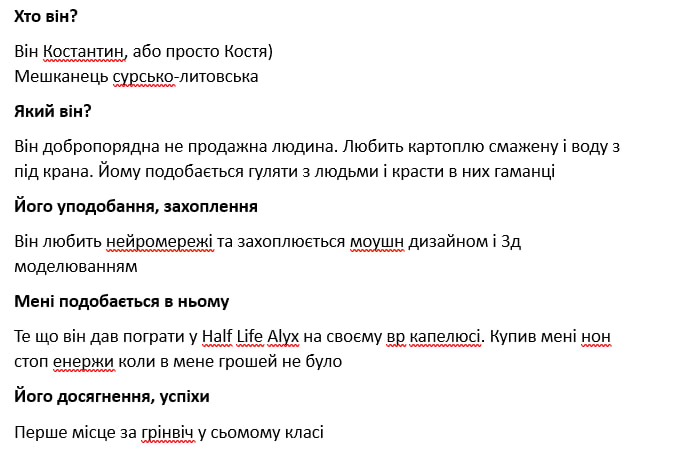 Хто він?
Він Костантин, або просто Костя)
Мешканець сурсько-литовська
Який він?
Він добропорядна не продажна людина. Любить картоплю смажену і воду з
під крана. Йому подобається гуляти з людьми і красти в них гаманці
Його уподобання, захоплення
Він любить нейромережі та захоплюється моушн дизайном і 3д
моделюванням
Мені подобається в ньому
Те що він дав пограти у Half Life Alyx на своєму вр капелюсі. Купив мені нон
стоп енержи коли в мене грошей не було
Його досягнення, успіхи
Перше місце за грінвіч у сьомому класі